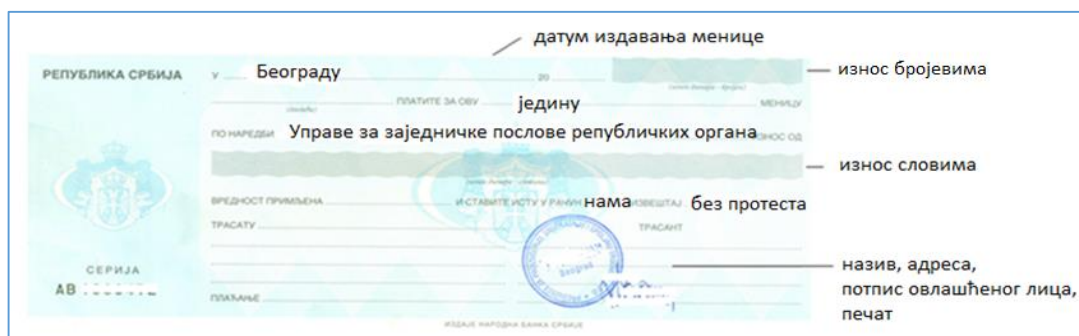 датум издавања менице
РЕПУБЛИКА СРБИЈА
У Београду 20
износ бројевима
ПЛАТИТЕ ЗА ОВУ једину МЕНИЦУ
ПО НАРЕДБИ Управе за заједничке послове републичких органа ИЗНОС ОД
износ словима
ВРЕДНОСТ ПРИМЉЕНА И СТАВИТЕ ИСТУ У РАЧУН нама ИЗВЕШТАЈ без протеста
ТРАСАТУ ТРАСАНТ
СЕРИЈА
АВ
назив, адреса,
потпис овлашћеног лица,
печат
ПЛАЋАЊЕ
ИЗДАЈЕ НАРОДНА БАНКА СРБИЈЕ